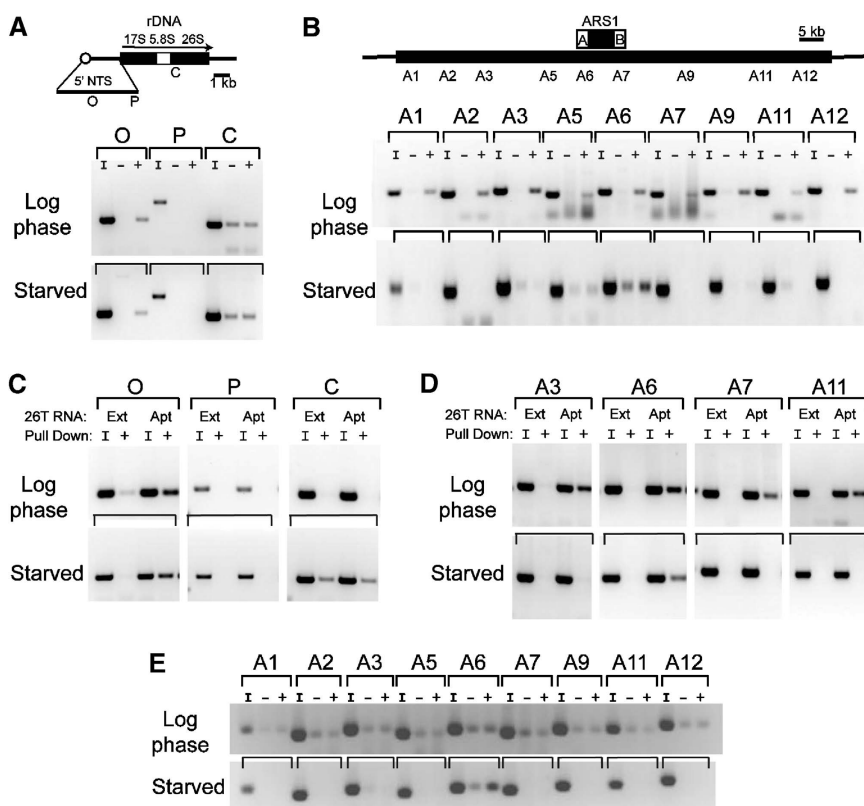 A
rDNA
17S 5.8S 26S
C
1 kb
5' NTS
O P
O P C
I − + I − + I − +
Log phase
Starved
B
ARS1
A B
5 kb
A1 A2 A3 A5 A6 A7 A9 A11 A12
A1 A2 A3 A5 A6 A7 A9 A11 A12
I − + I − + I − + I − + I − + I − + I − + I − + I − +
Log phase
Starved
C
O P C
26T RNA: Ext Apt Ext Apt Ext Apt
Pull Down: I + I + I + I + I + I +
Log phase
Starved
D
A3 A6 A7 A11
26T RNA: Ext Apt Ext Apt Ext Apt Ext Apt
Pull Down: I + I + I + I + I + I + I + I +
Log phase
Starved
E
A1 A2 A3 A5 A6 A7 A9 A11 A12
I − + I − + I − + I − + I − + I − + I − + I − + I − +
Log phase
Starved